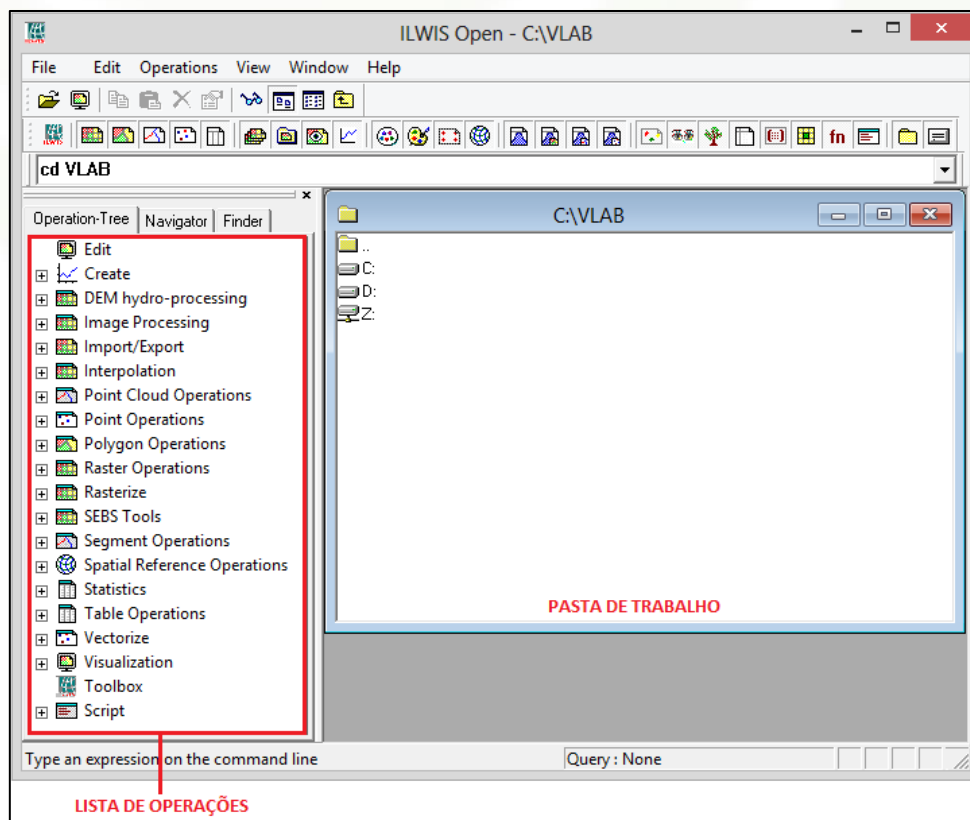 ILWIS Open - C:\VLAB
File Edit Operations View Window Help
fn
cd VLAB
Operation-Tree Navigator Finder
Edit
Create
DEM hydro-processing
Image Processing
Import/Export
Interpolation
Point Cloud Operations
Point Operations
Polygon Operations
Raster Operations
Rasterize
SEBS Tools
Segment Operations
Spatial Reference Operations
Statistics
Table Operations
Vectorize
Visualization
Toolbox
Script
C:\VLAB
..
C:
D:
Z:
PASTA DE TRABALHO
Type an expression on the command line Query : None
LISTA DE OPERAÇÕES